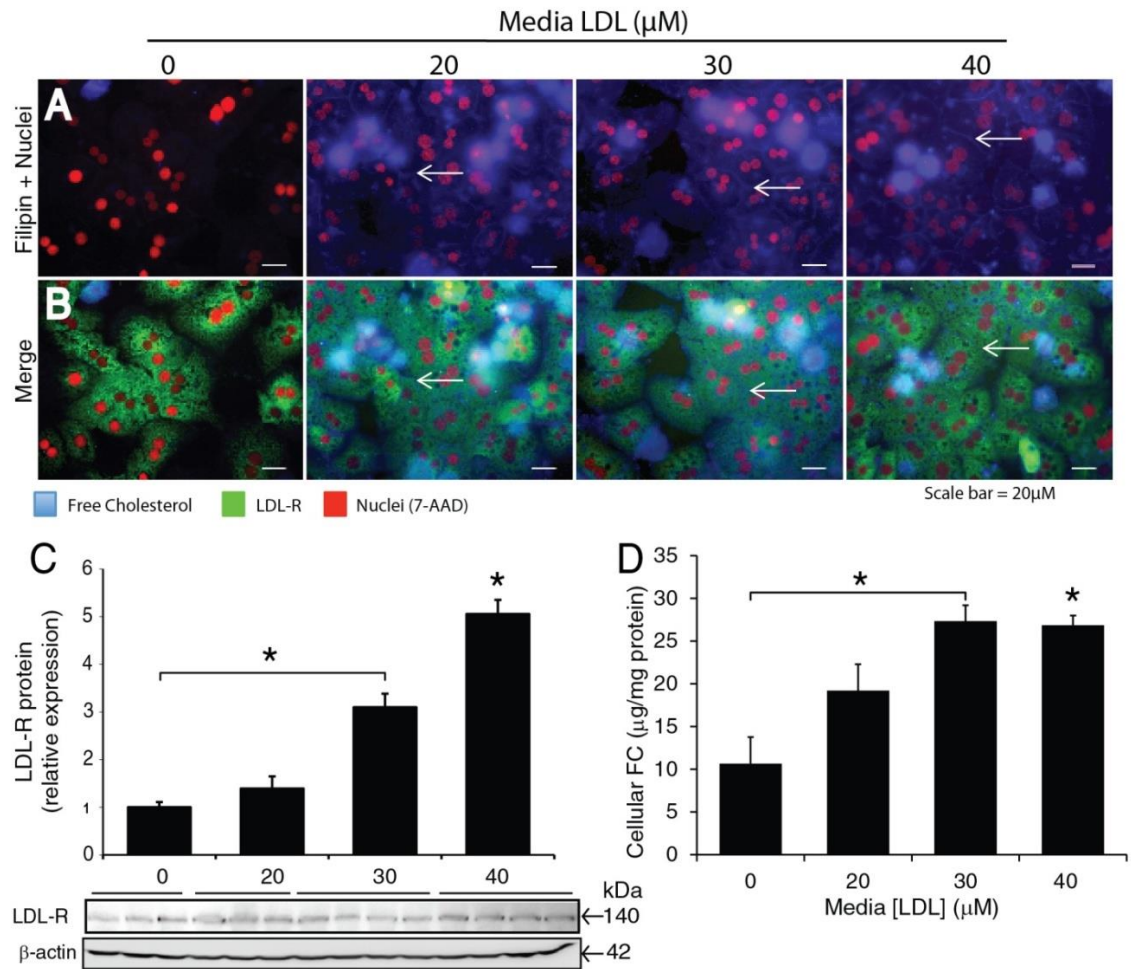 Media LDL (μM)
0 20 30 40
A
Filipin + Nuclei
B
Merge
Free Cholesterol LDL-R Nuclei (7-AAD)
Scale bar = 20μM
C
LDL-R protein
(relative expression)
6
5
4
3
2
1
0
*
*
0 20 30 40
kDa
LDL-R 140
β-actin 42
D
Cellular FC (μg/mg protein)
35
30
25
20
15
10
5
0
*
*
0 20 30 40
Media [LDL] (μM)